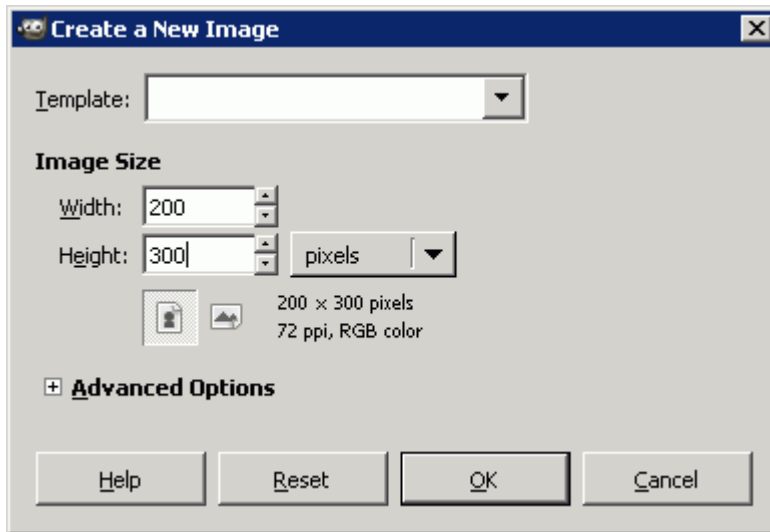 Create a New Image
Template:
Image Size
Width: 200
Height: 300 pixels
200 × 300 pixels
72 ppi, RGB color
Advanced Options
Help Reset OK Cancel